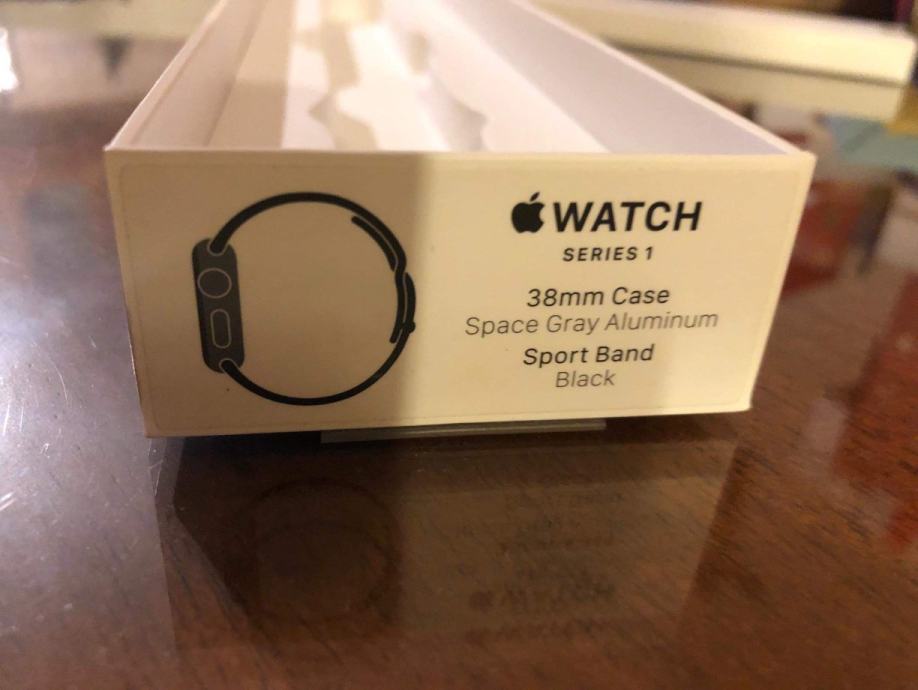 WATCH
SERIES 1
38mm Case
Space Gray Aluminum
Sport Band
Black